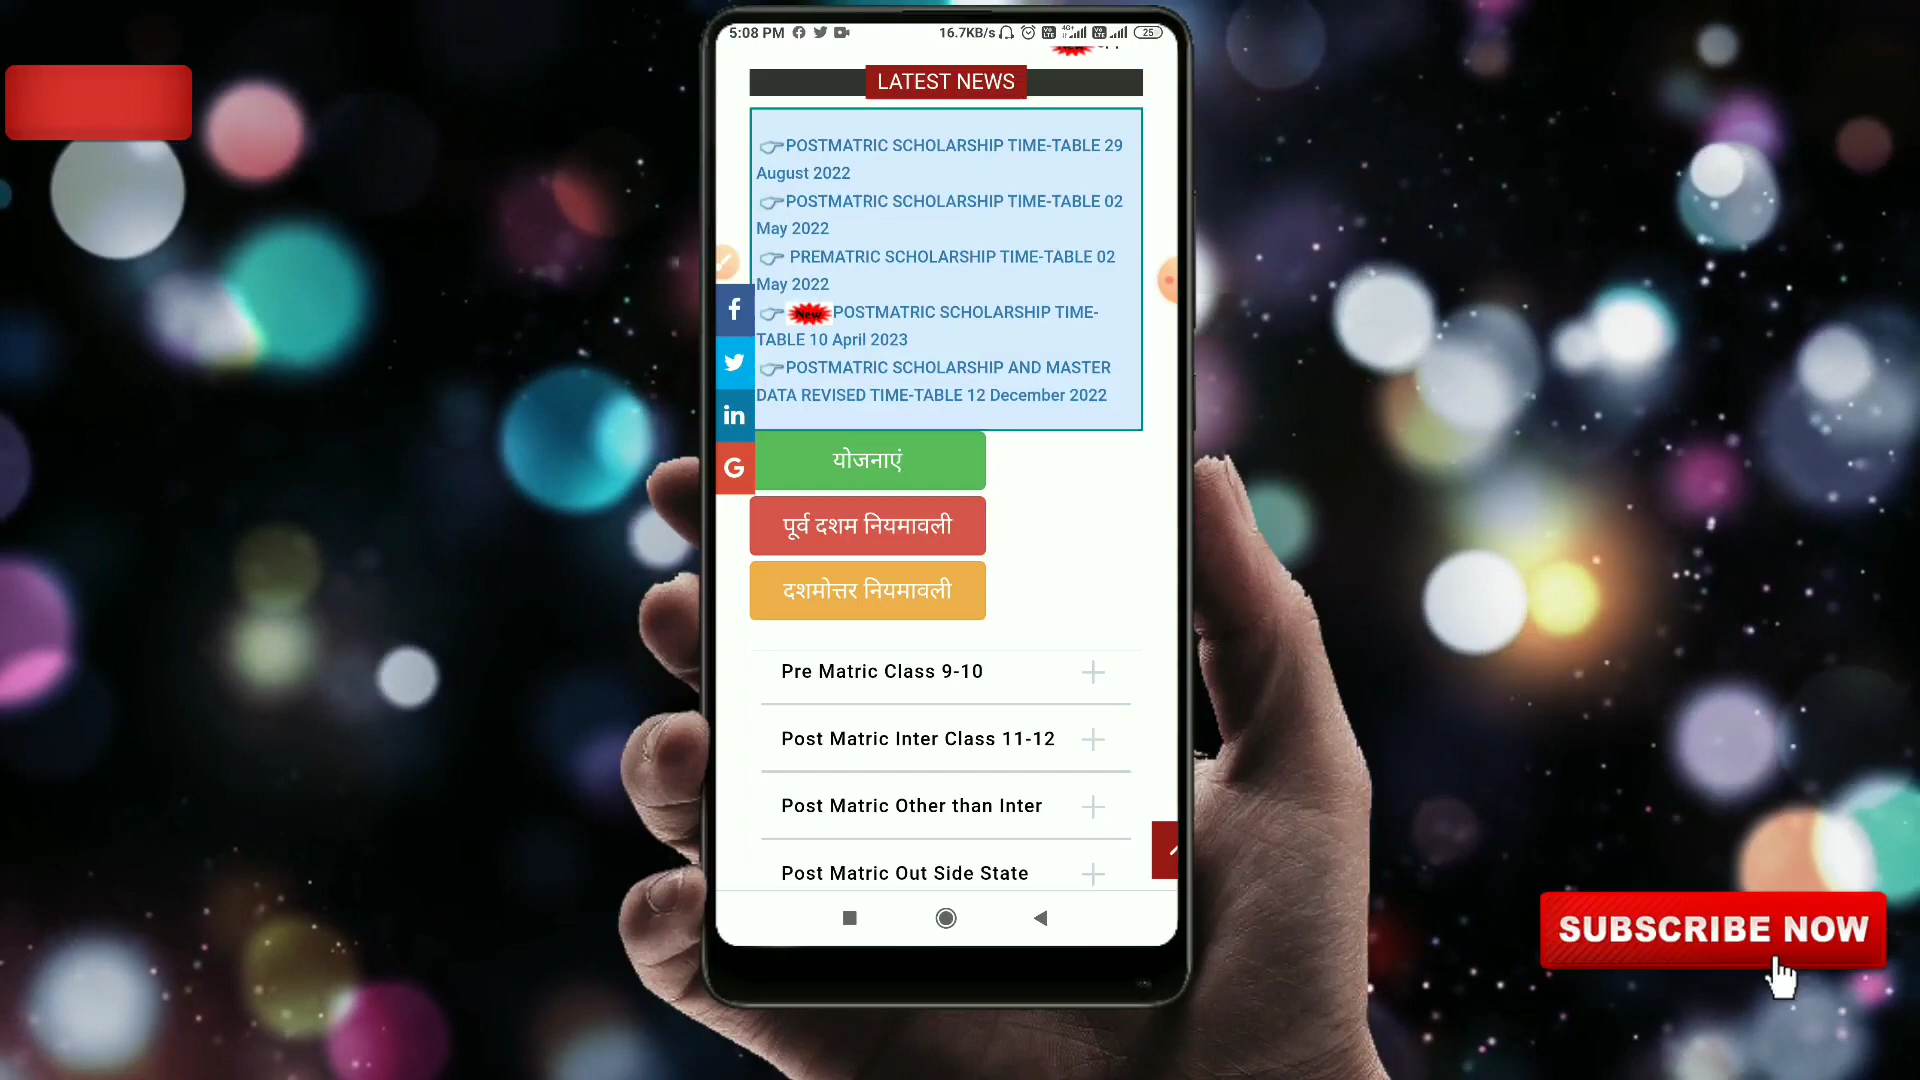 5:08 PM 16.7KB/s 4G+ 25
LATEST NEWS
POSTMATRIC SCHOLARSHIP TIME-TABLE 29
August 2022
POSTMATRIC SCHOLARSHIP TIME-TABLE 02
May 2022
PREMATRIC SCHOLARSHIP TIME-TABLE 02
May 2022
New POSTMATRIC SCHOLARSHIP TIME-
TABLE 10 April 2023
POSTMATRIC SCHOLARSHIP AND MASTER
DATA REVISED TIME-TABLE 12 December 2022
योजनाएं
पूर्व दशम नियमावली
दशमोत्तर नियमावली
Pre Matric Class 9-10
Post Matric Inter Class 11-12
Post Matric Other than Inter
Post Matric Out Side State
SUBSCRIBE NOW